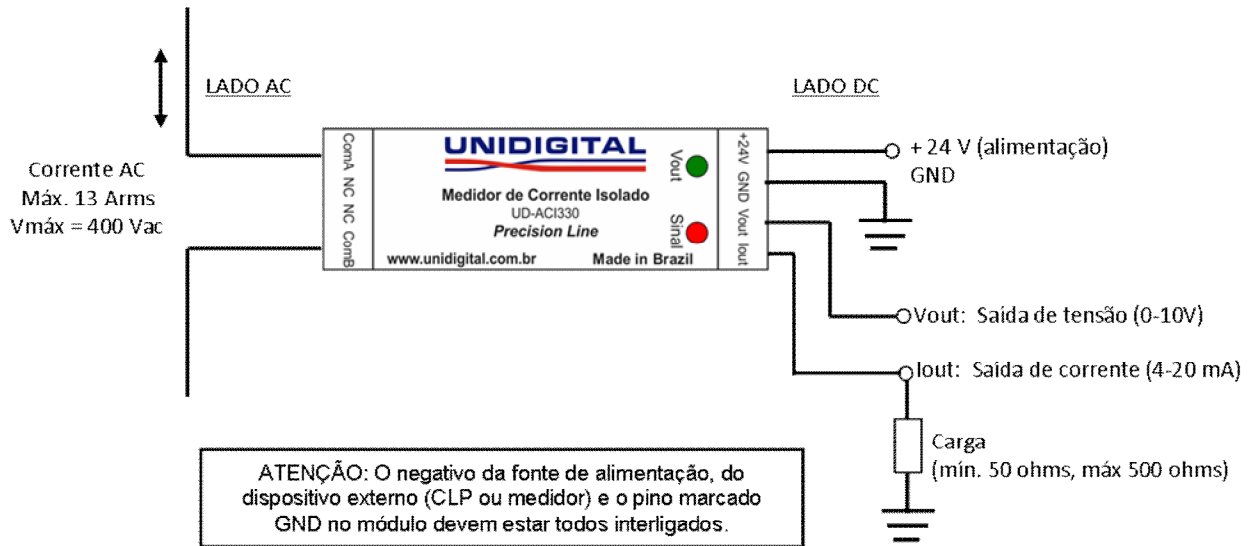 LADO AC
LADO DC
Corrente AC
Máx. 13 Arms
Vmáx = 400 Vac
ComA NC NC ComB
UNIDIGITAL
Medidor de Corrente Isolado
UD-ACI330
Precision Line
www.unidigital.com.br
Made in Brazil
Vout
Sinal
+24V GND Vout Iout
+ 24 V (alimentação)
GND
Vout: Saída de tensão (0-10V)
Iout: Saída de corrente (4-20 mA)
Carga
(mín. 50 ohms, máx 500 ohms)
ATENÇÃO: O negativo da fonte de alimentação, do
dispositivo externo (CLP ou medidor) e o pino marcado
GND no módulo devem estar todos interligados.